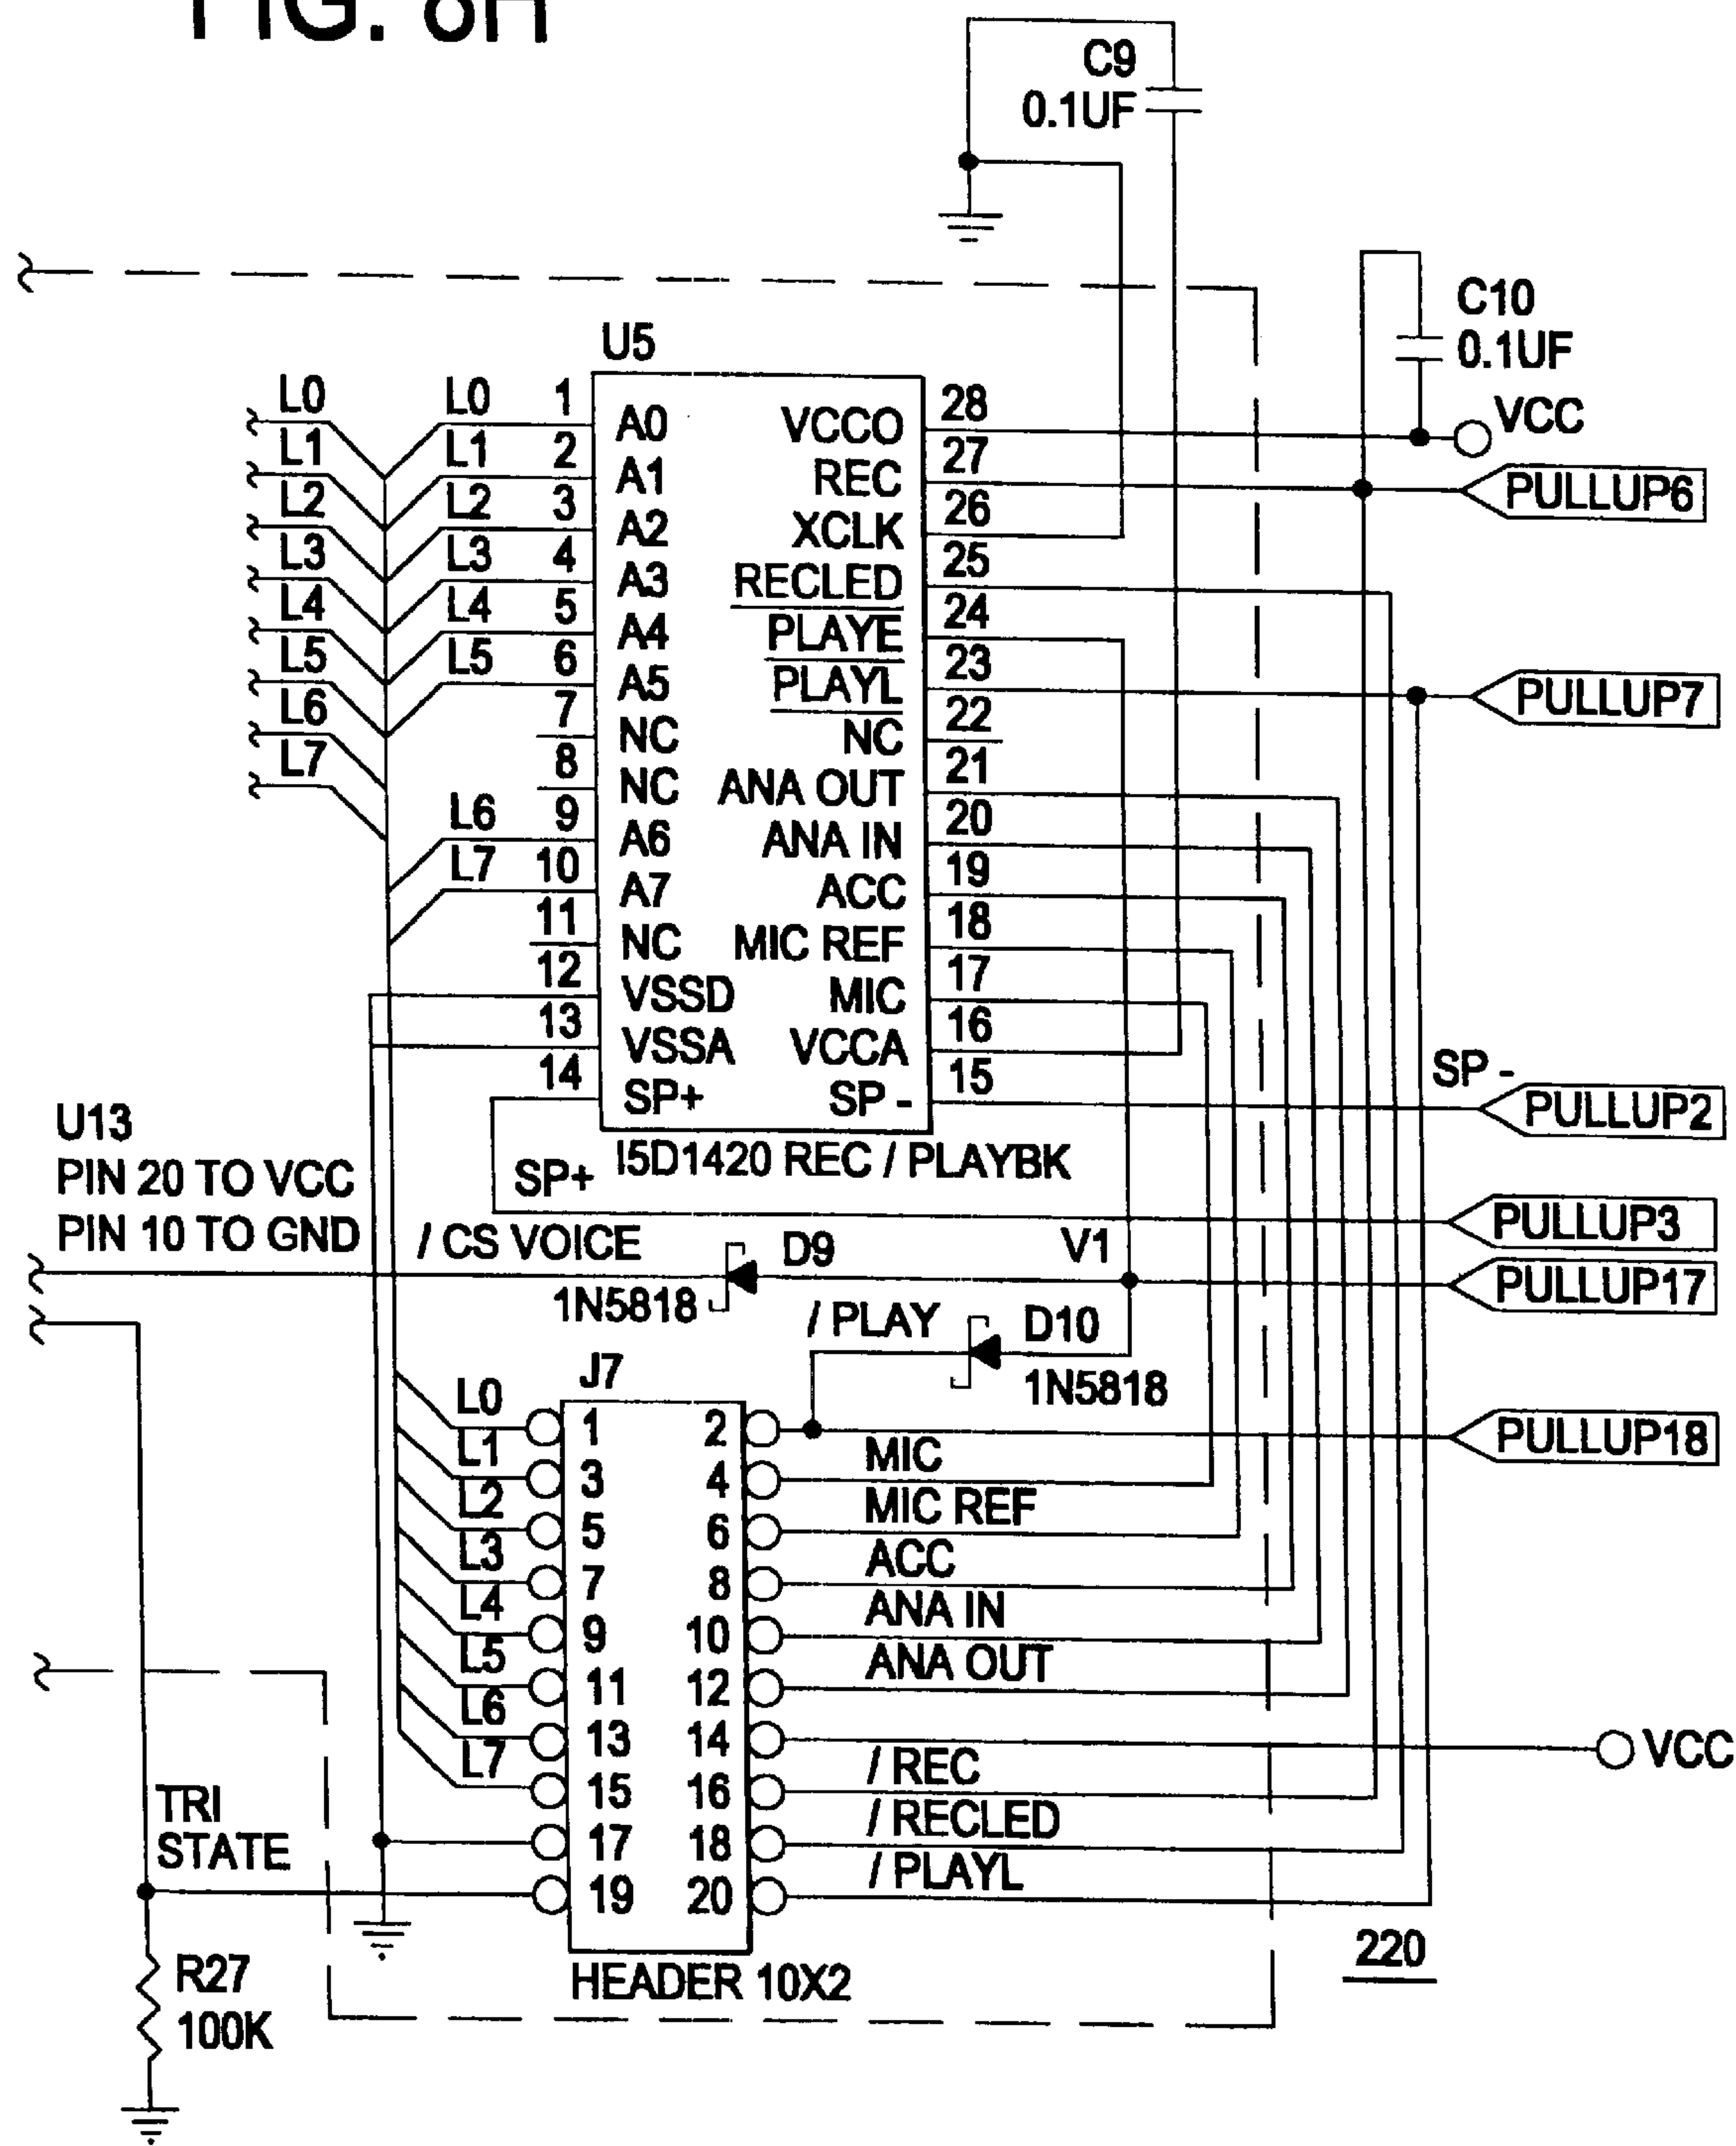 FIG. 8H
C9
0.1UF
C10
0.1UF
VCC
U5
L0
L1
L2
L3
L4
L5
L6
L7
L0
L1
L2
L3
L4
L5
L6
L7
1
2
3
4
5
6
7
8
9
10
11
12
13
14
A0
A1
A2
A3
A4
A5
NC
NC
A6
A7
NC
VSSD
VSSA
SP+
VCCO
REC
XCLK
RECLED
PLAYE
PLAYL
NC
ANA OUT
ANA IN
ACC
MIC REF
MIC
VCCA
SP -
28
27
26
25
24
23
22
21
20
19
18
17
16
15
PULLUP6
PULLUP7
SP -
PULLUP2
I5D1420 REC / PLAYBK
SP+
PULLUP3
U13
PIN 20 TO VCC
PIN 10 TO GND
/ CS VOICE
D9
1N5818
V1
PULLUP17
/ PLAY
D10
1N5818
PULLUP18
J7
L0
L1
L2
L3
L4
L5
L6
L7
1 2
3 4
5 6
7 8
9 10
11 12
13 14
15 16
17 18
19 20
MIC
MIC REF
ACC
ANA IN
ANA OUT
VCC
/ REC
/ RECLED
/ PLAYL
TRI
STATE
R27
100K
HEADER 10X2
220